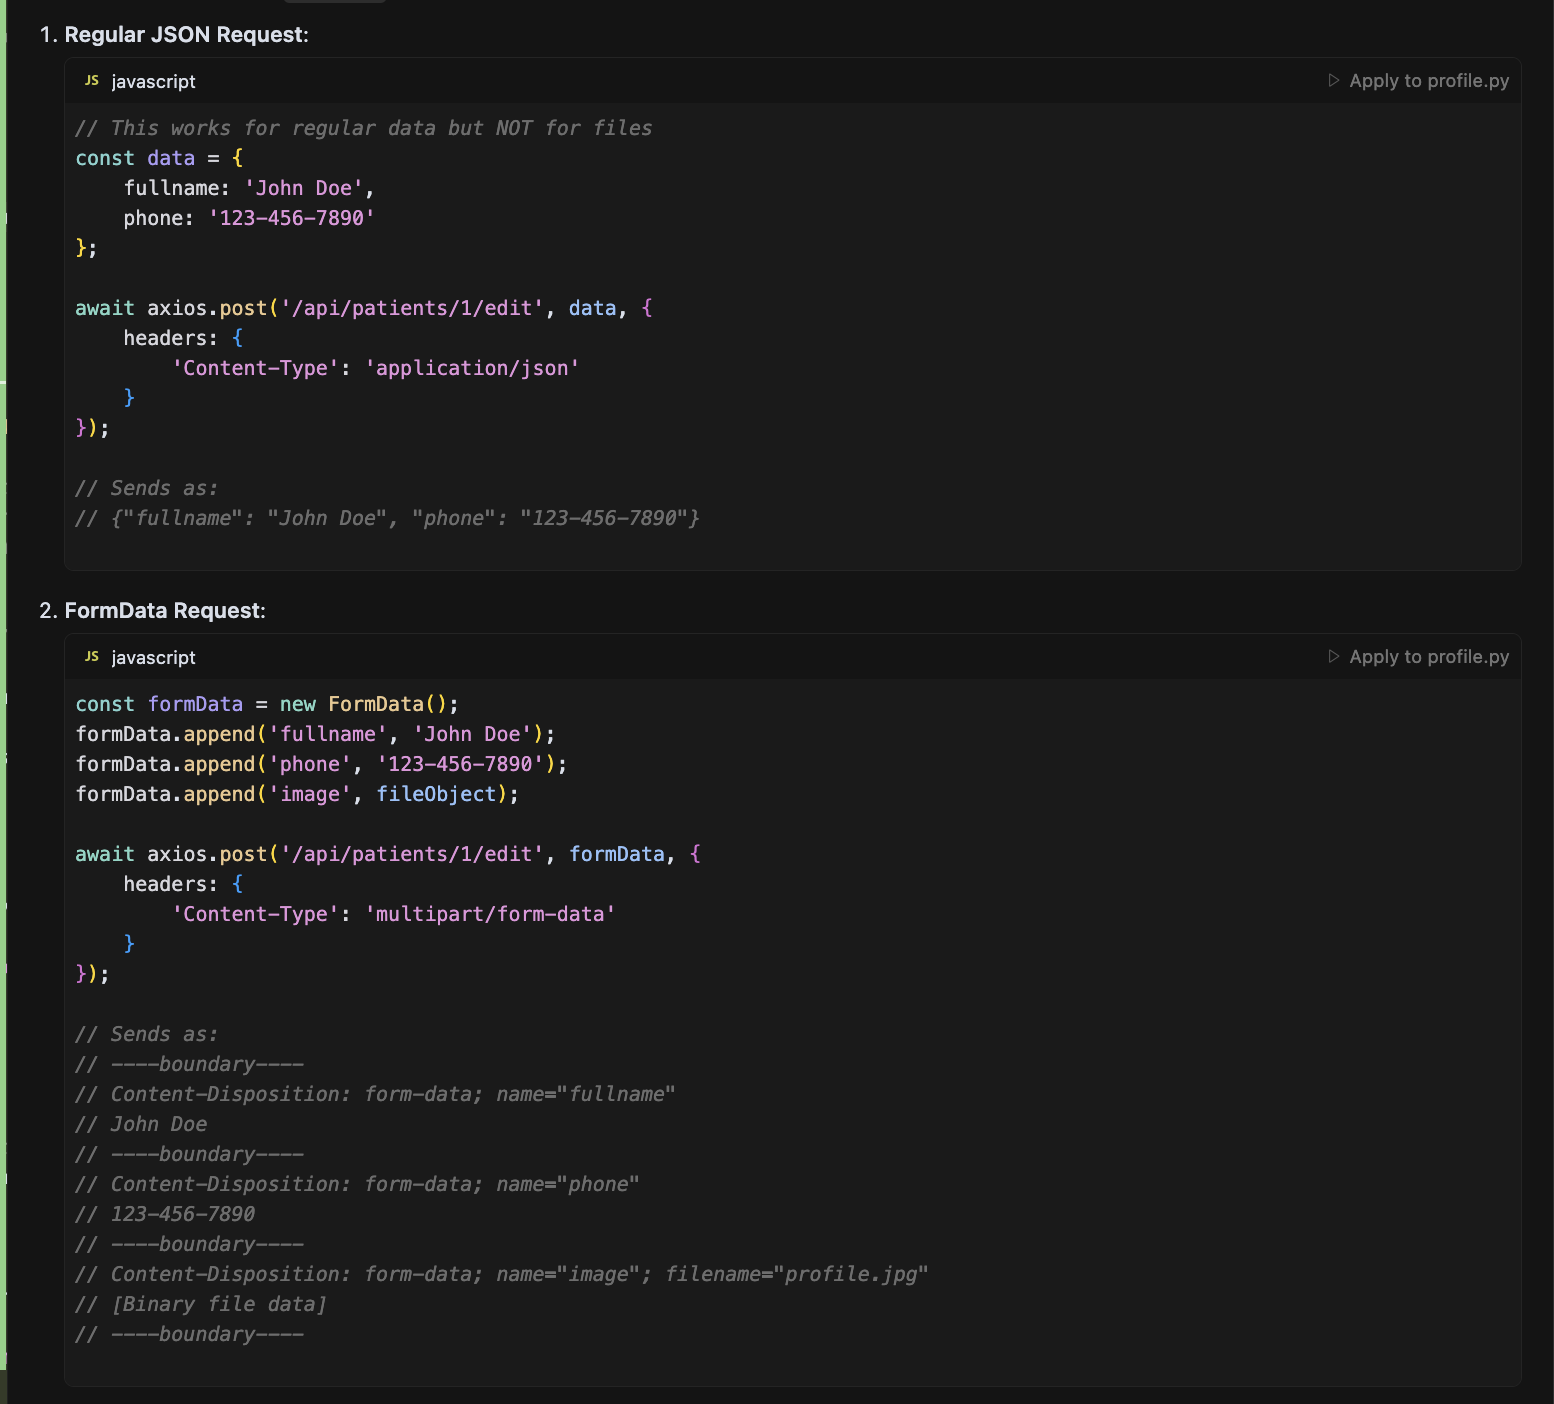 1. Regular JSON Request:
JS javascript
Apply to profile.py
// This works for regular data but NOT for files
const data = {
    fullname: 'John Doe',
    phone: '123-456-7890'
};
await axios.post('/api/patients/1/edit', data, {
    headers: {
        'Content-Type': 'application/json'
    }
});
// Sends as:
// {"fullname": "John Doe", "phone": "123-456-7890"}
2. FormData Request:
JS javascript
Apply to profile.py
const formData = new FormData();
formData.append('fullname', 'John Doe');
formData.append('phone', '123-456-7890');
formData.append('image', fileObject);
await axios.post('/api/patients/1/edit', formData, {
    headers: {
        'Content-Type': 'multipart/form-data'
    }
});
// Sends as:
// ----boundary----
// Content-Disposition: form-data; name="fullname"
// John Doe
// ----boundary----
// Content-Disposition: form-data; name="phone"
// 123-456-7890
// ----boundary----
// Content-Disposition: form-data; name="image"; filename="profile.jpg"
// [Binary file data]
// ----boundary----